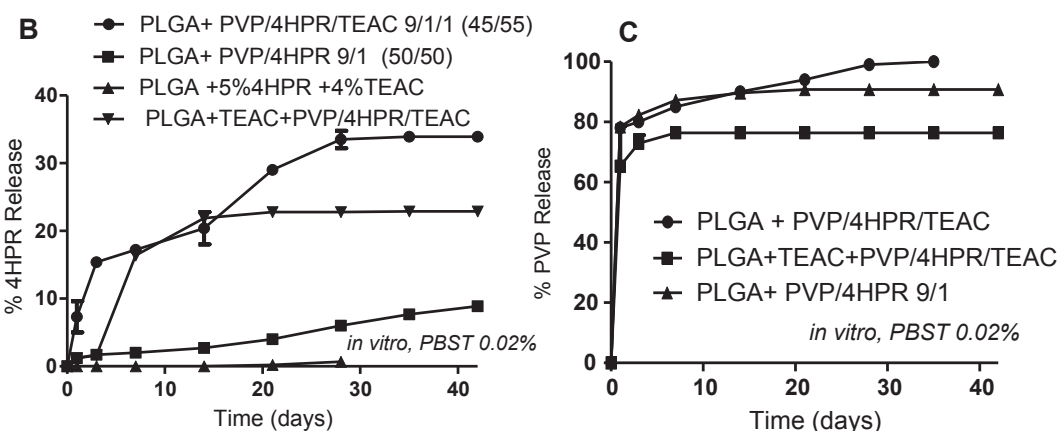 B
PLGA+ PVP/4HPR/TEAC 9/1/1 (45/55)
PLGA+ PVP/4HPR 9/1 (50/50)
PLGA +5%4HPR +4%TEAC
PLGA+TEAC+PVP/4HPR/TEAC
40
30
20
10
0
% 4HPR Release
in vitro, PBST 0.02%
0 10 20 30 40
Time (days)
C
100
80
60
40
20
0
% PVP Release
PLGA + PVP/4HPR/TEAC
PLGA+TEAC+PVP/4HPR/TEAC
PLGA+ PVP/4HPR 9/1
in vitro, PBST 0.02%
0 10 20 30 40
Time (days)